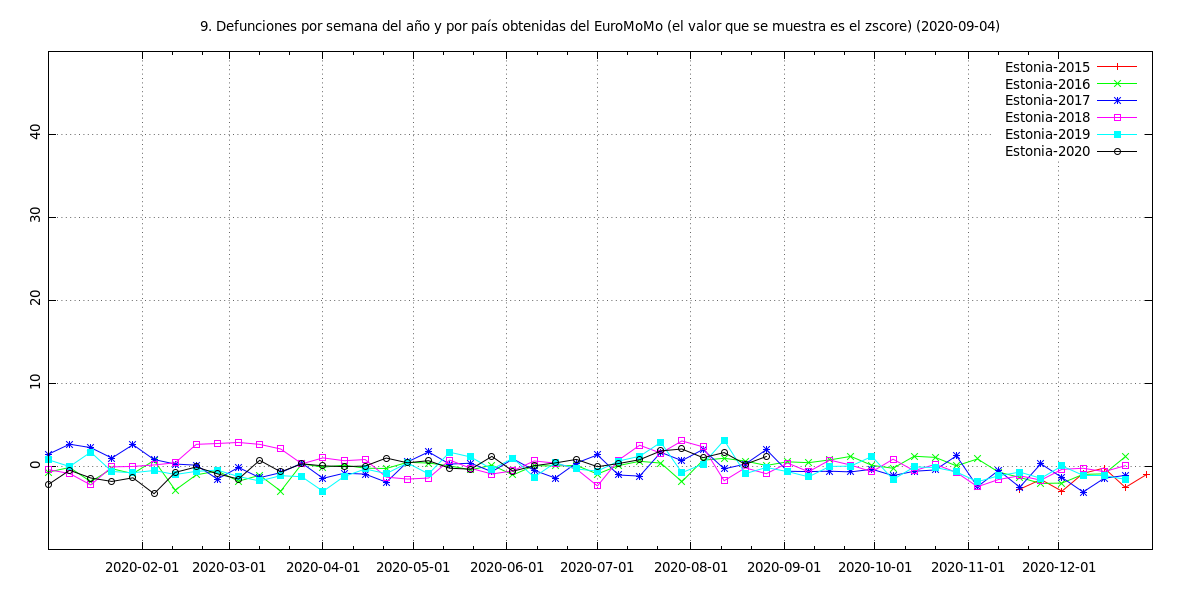 9. Defunciones por semana del año y por país obtenidas del EuroMoMo (el valor que se muestra es el zscore) (2020-09-04)
Estonia-2015
Estonia-2016
Estonia-2017
Estonia-2018
Estonia-2019
Estonia-2020
40
30
20
10
0
2020-02-01 2020-03-01 2020-04-01 2020-05-01 2020-06-01 2020-07-01 2020-08-01 2020-09-01 2020-10-01 2020-11-01 2020-12-01